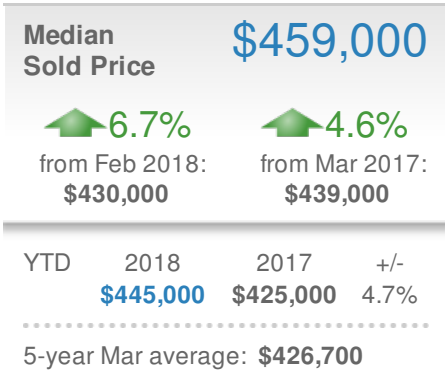 Median $459,000
Sold Price
6.7% 4.6%
from Feb 2018: from Mar 2017:
$430,000 $439,000
YTD 2018 2017 +/-
$445,000 $425,000 4.7%
5-year Mar average: $426,700